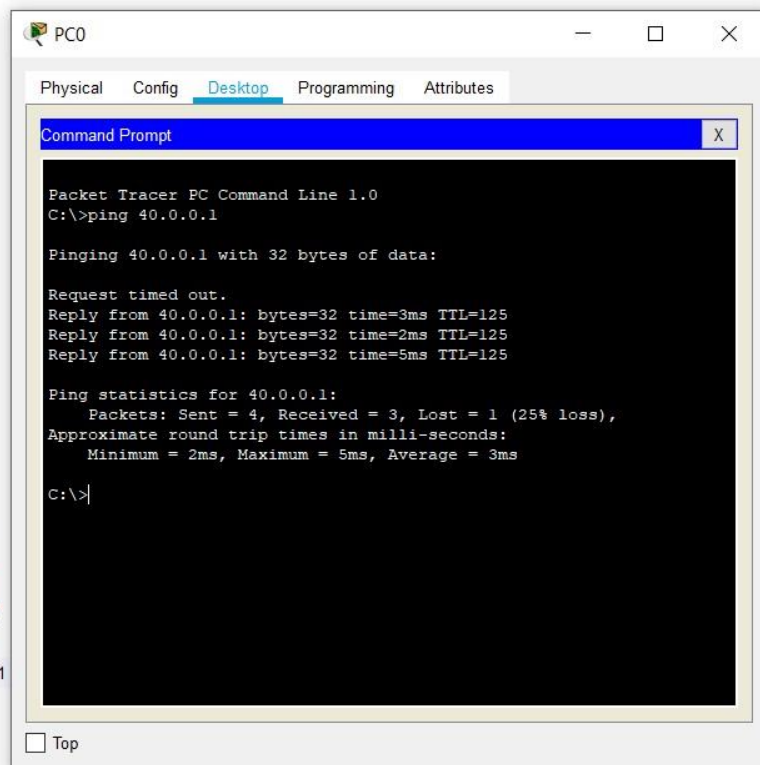 PC0
Physical Config Desktop Programming Attributes
Command Prompt X
Packet Tracer PC Command Line 1.0
C:\>ping 40.0.0.1
Pinging 40.0.0.1 with 32 bytes of data:
Request timed out.
Reply from 40.0.0.1: bytes=32 time=3ms TTL=125
Reply from 40.0.0.1: bytes=32 time=2ms TTL=125
Reply from 40.0.0.1: bytes=32 time=5ms TTL=125
Ping statistics for 40.0.0.1:
Packets: Sent = 4, Received = 3, Lost = 1 (25% loss),
Approximate round trip times in milli-seconds:
Minimum = 2ms, Maximum = 5ms, Average = 3ms
C:\>
Top